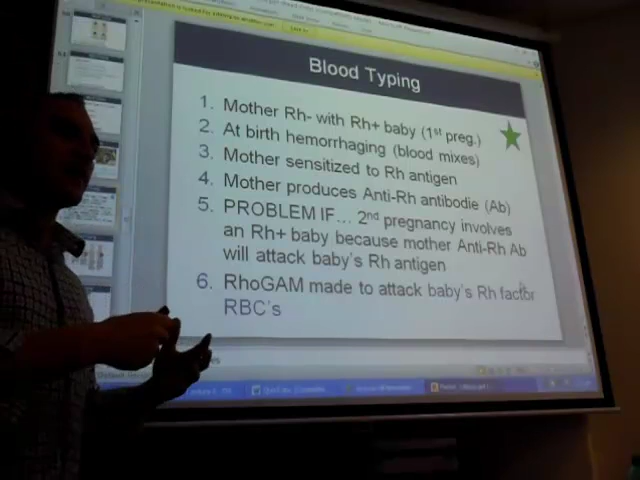 Blood Typing
1. Mother Rh- with Rh+ baby (1st preg.)
2. At birth hemorrhaging (blood mixes)
3. Mother sensitized to Rh antigen
4. Mother produces Anti-Rh antibodie (Ab)
5. PROBLEM IF... 2nd pregnancy involves
an Rh+ baby because mother Anti-Rh Ab
will attack baby's Rh antigen
6. RhoGAM made to attack baby's Rh factor
RBC's